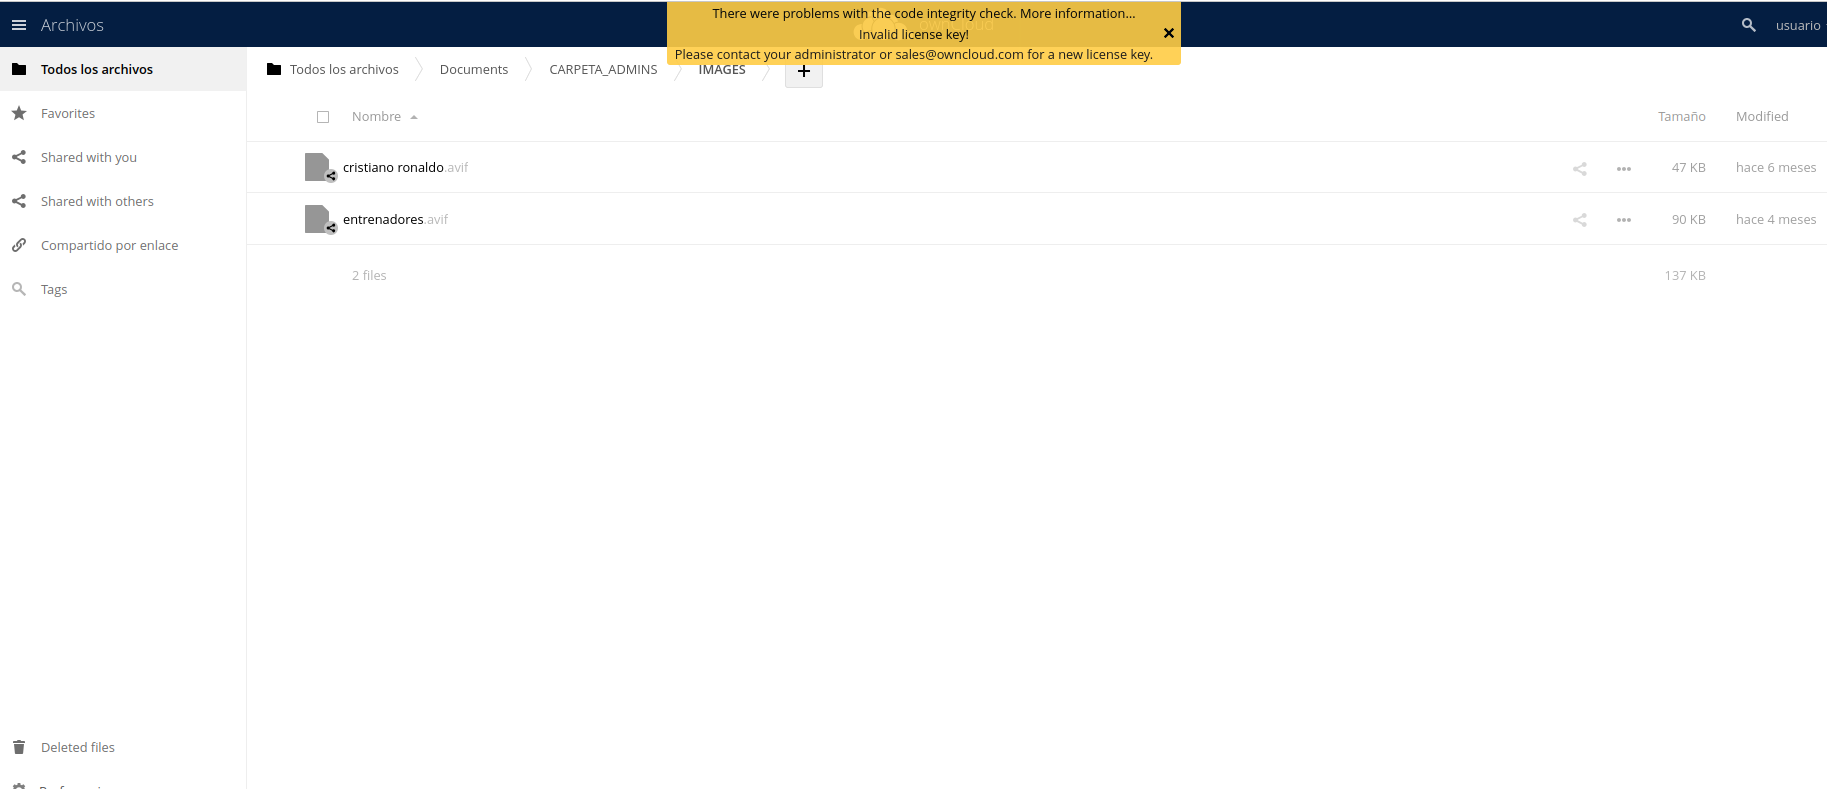 There were problems with the code integrity check. More information...
Invalid license key!
Please contact your administrator or sales@owncloud.com for a new license key.
Archivos
usuario
Todos los archivos
Favorites
Shared with you
Shared with others
Compartido por enlace
Tags
Deleted files
Todos los archivos Documents CARPETA_ADMINS IMAGES +
Nombre Tamaño Modified
cristiano ronaldo.avif 47 KB hace 6 meses
entrenadores.avif 90 KB hace 4 meses
2 files 137 KB